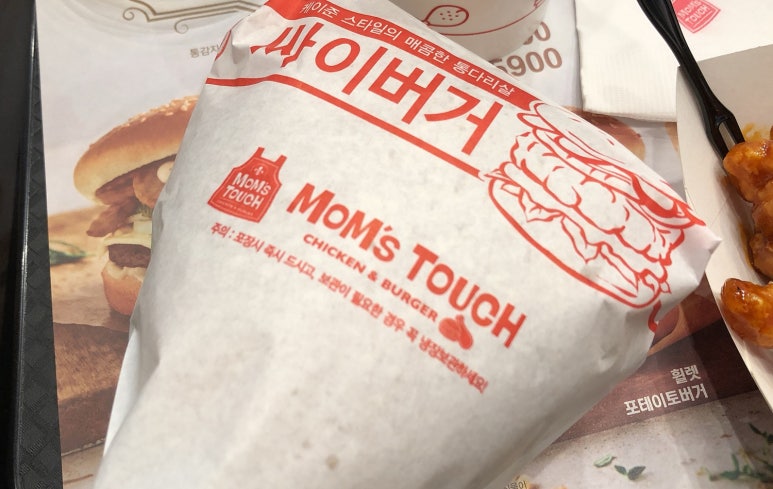 통감자
5900
케이준 스타일의 매콤한 통다리살
싸이버거
MOM'S
TOUCH
MOM'S TOUCH
CHICKEN & BURGER
주의 : 포장시 즉시 드시고, 보관이 필요한 경우 꼭 냉장보관하세요!
MOM'S
TOUCH
휠렛
포테이토버거